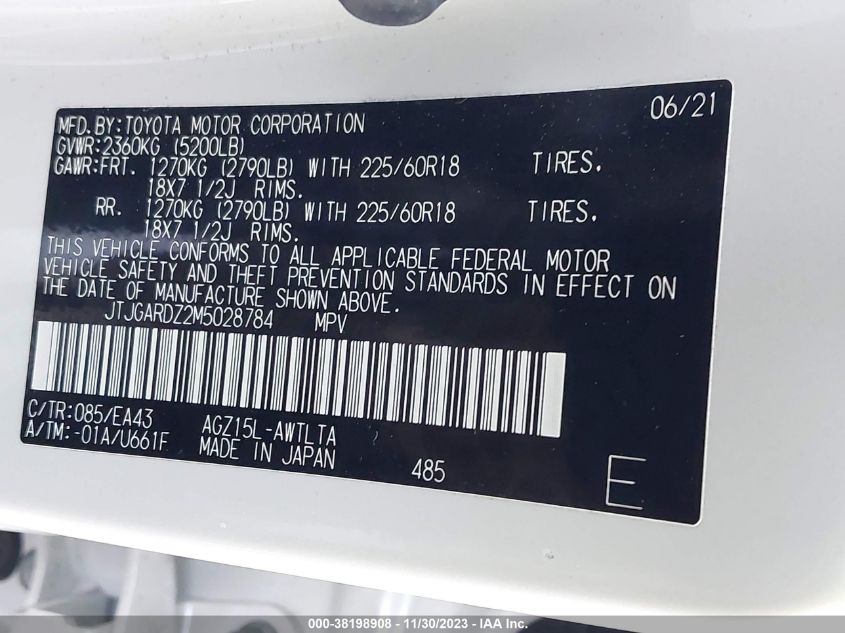 06/21
MFD.BY:TOYOTA MOTOR CORPORATION
GVWR:2360KG (5200LB)
GAWR:FRT. 1270KG (2790LB) WITH 225/60R18 TIRES.
18X7 1/2J RIMS.
RR. 1270KG (2790LB) WITH 225/60R18 TIRES.
18X7 1/2J RIMS.
THIS VEHICLE CONFORMS TO ALL APPLICABLE FEDERAL MOTOR
VEHICLE SAFETY AND THEFT PREVENTION STANDARDS IN EFFECT ON
THE DATE OF MANUFACTURE SHOWN ABOVE.
JTJGARDZ2M5028784 MPV
C/TR:085/EA43 AGZ15L-AWTLTA
A/TM:-01A/U661F MADE IN JAPAN 485 E
000-38198908 - 11/30/2023 - IAA Inc.